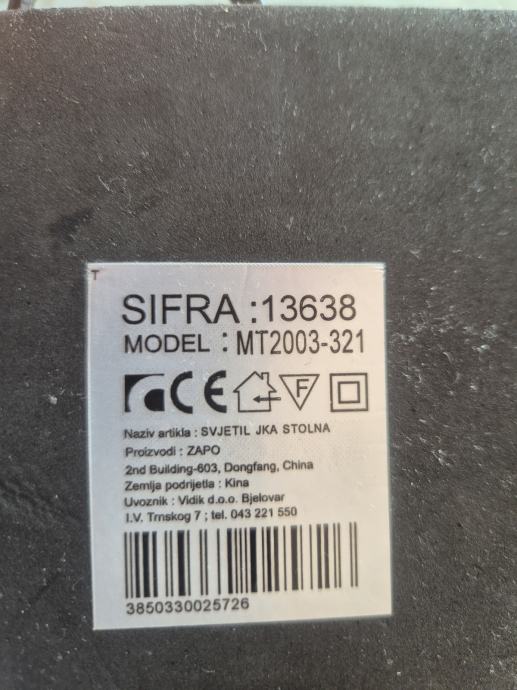 T
SIFRA :13638
MODEL : MT2003-321
CE F
Naziv artikla : SVJETIL JKA STOLNA
Proizvodi : ZAPO
2nd Building-603, Dongfang, China
Zemlja podrijetla : Kina
Uvoznik : Vidik d.o.o. Bjelovar
I.V. Trnskog 7 ; tel. 043 221 550
3850330025726